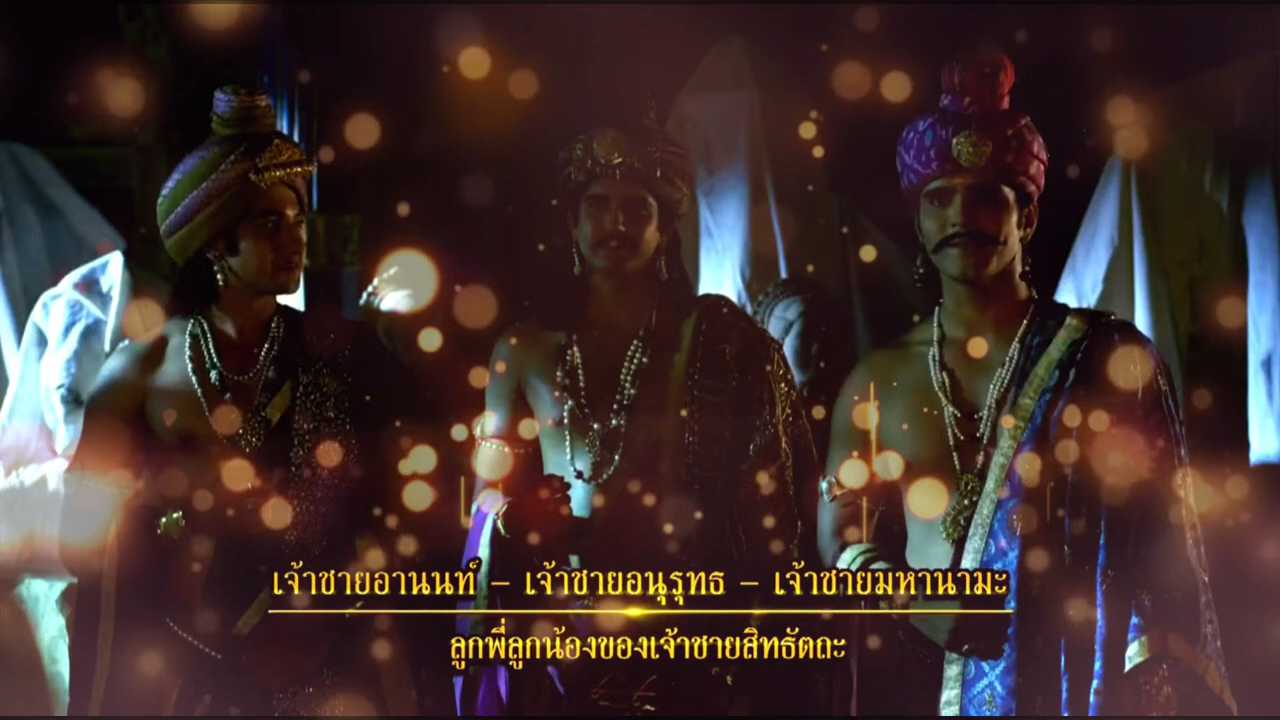 เจ้าชายอานนท์ – เจ้าชายอนุรุทธ – เจ้าชายมหานามะ
ลูกพี่ลูกน้องของเจ้าชายสิทธัตถะ